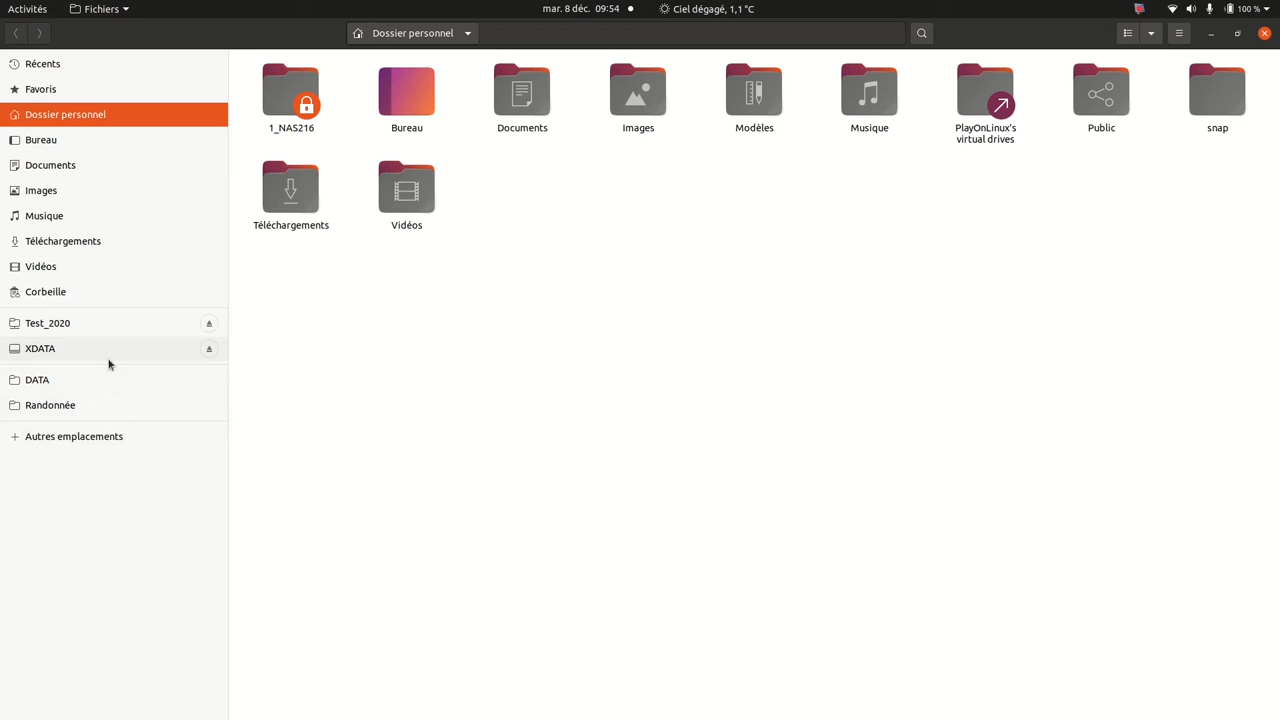 Activités
Fichiers
mar. 8 déc. 09:54
Ciel dégagé, 1,1 °C
100 %
Dossier personnel
Récents
Favoris
Dossier personnel
Bureau
Documents
Images
Musique
Téléchargements
Vidéos
Corbeille
Test_2020
XDATA
DATA
Randonnée
Autres emplacements
1_NAS216
Bureau
Documents
Images
Modèles
Musique
PlayOnLinux's
virtual drives
Public
snap
Téléchargements
Vidéos